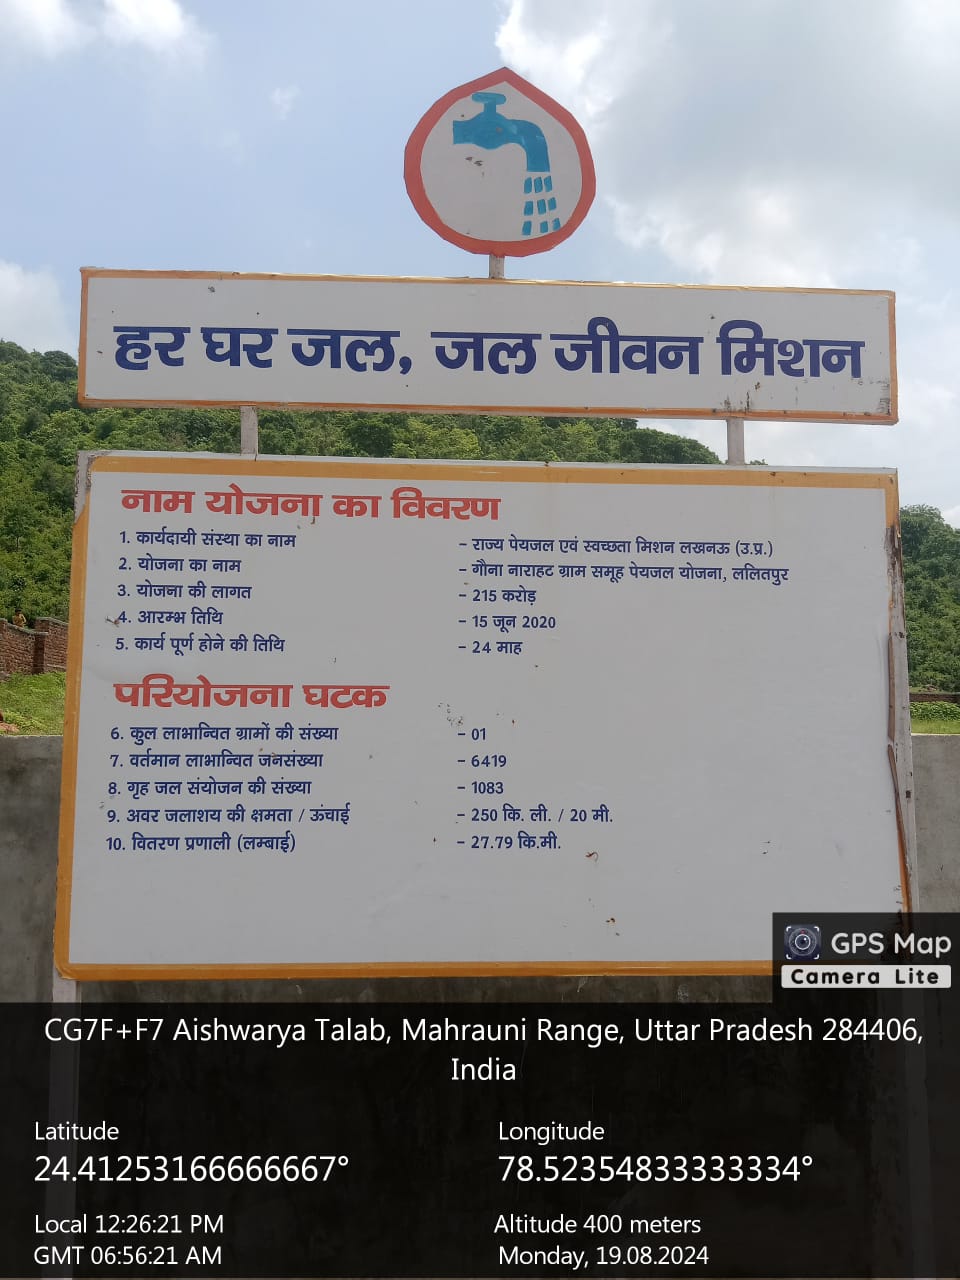 हर घर जल, जल जीवन मिशन
नाम योजना का विवरण
1. कार्यदायी संस्था का नाम - राज्य पेयजल एवं स्वच्छता मिशन लखनऊ (उ.प्र.)
2. योजना का नाम - गौना नाराहट ग्राम समूह पेयजल योजना, ललितपुर
3. योजना की लागत - 215 करोड़
4. आरम्भ तिथि - 15 जून 2020
5. कार्य पूर्ण होने की तिथि - 24 माह
परियोजना घटक
6. कुल लाभान्वित ग्रामों की संख्या - 01
7. वर्तमान लाभान्वित जनसंख्या - 6419
8. गृह जल संयोजन की संख्या - 1083
9. अवर जलाशय की क्षमता / ऊंचाई - 250 कि. ली. / 20 मी.
10. वितरण प्रणाली (लम्बाई) - 27.79 कि.मी.
GPS Map
Camera Lite
CG7F+F7 Aishwarya Talab, Mahrauni Range, Uttar Pradesh 284406,
India
Latitude Longitude
24.41253166666667° 78.52354833333334°
Local 12:26:21 PM Altitude 400 meters
GMT 06:56:21 AM Monday, 19.08.2024